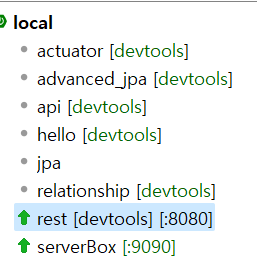 local
actuator [devtools]
advanced_jpa [devtools]
api [devtools]
hello [devtools]
jpa
relationship [devtools]
rest [devtools] [:8080]
serverBox [:9090]